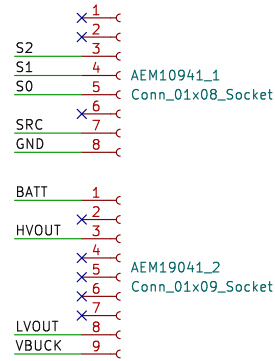 1
2
S2 3
S1 4
AEM10941_1
S0 5
Conn_01x08_Socket
6
SRC 7
GND 8
BATT 1
2
HVOUT 3
4
AEM19041_2
5
Conn_01x09_Socket
6
7
LVOUT 8
VBUCK 9